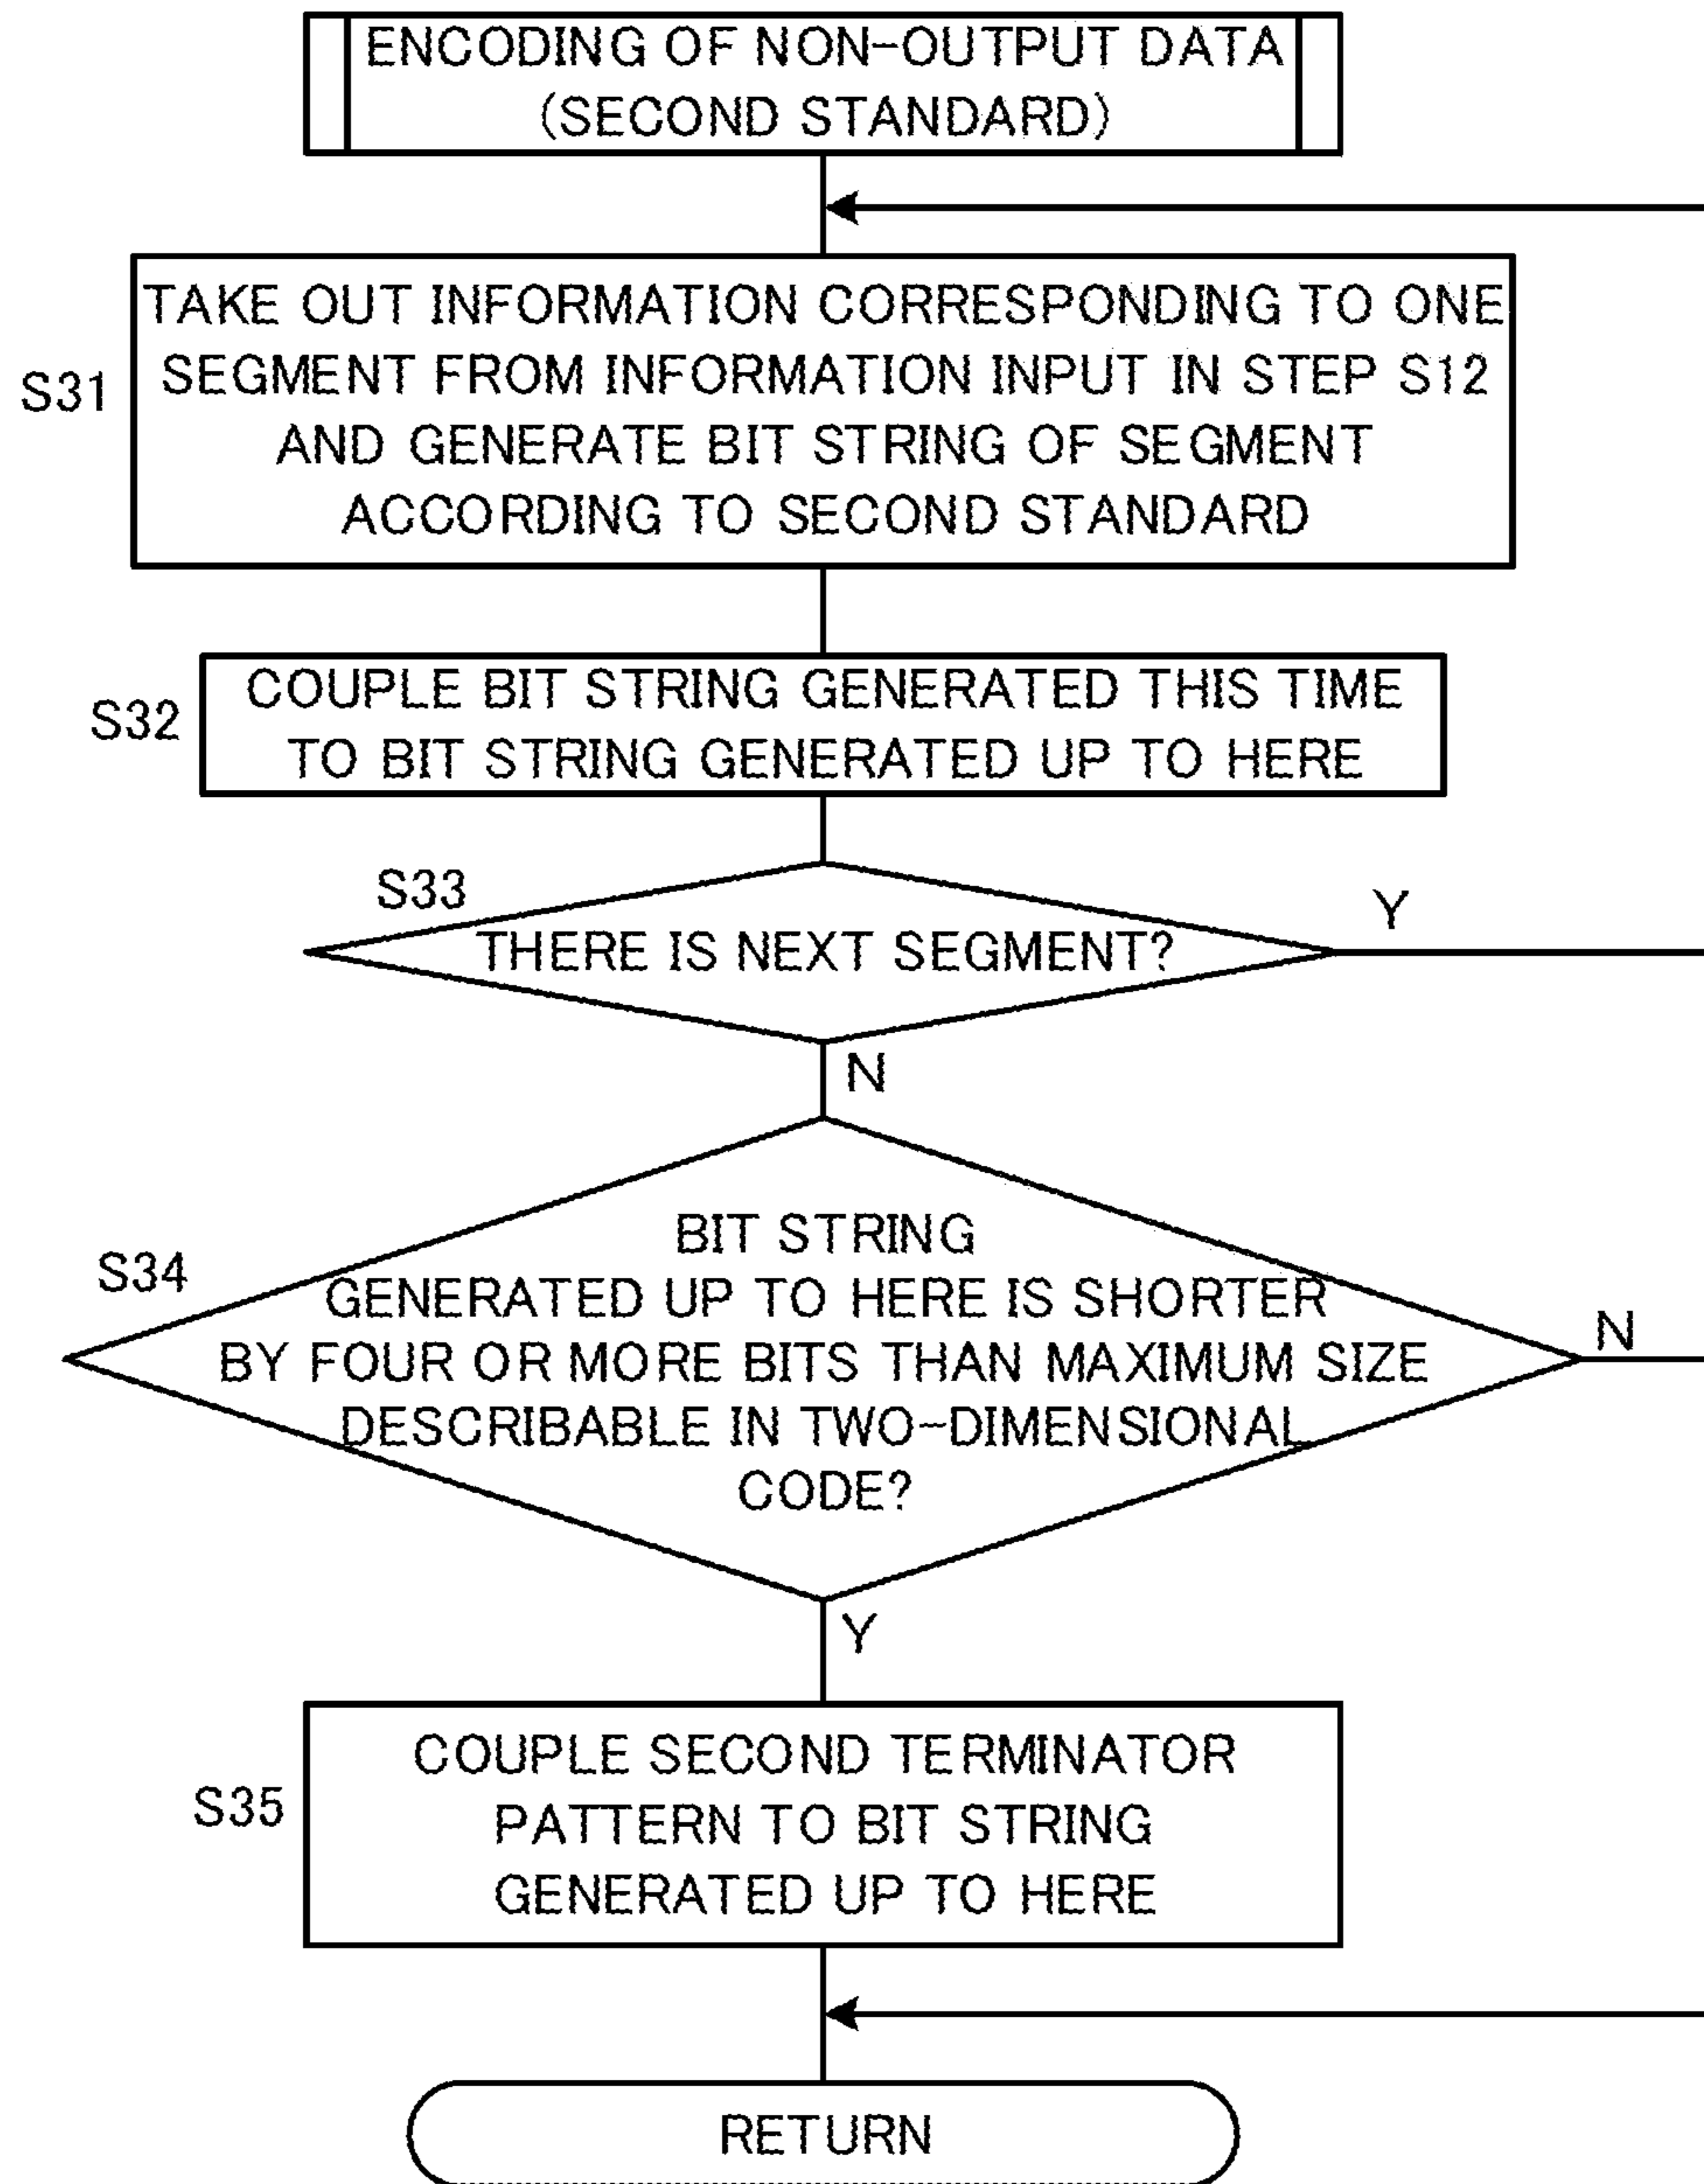 ENCODING OF NON-OUTPUT DATA
(SECOND STANDARD)
S31
TAKE OUT INFORMATION CORRESPONDING TO ONE
SEGMENT FROM INFORMATION INPUT IN STEP S12
AND GENERATE BIT STRING OF SEGMENT
ACCORDING TO SECOND STANDARD
S32
COUPLE BIT STRING GENERATED THIS TIME
TO BIT STRING GENERATED UP TO HERE
S33
THERE IS NEXT SEGMENT?
Y
N
S34
BIT STRING
GENERATED UP TO HERE IS SHORTER
BY FOUR OR MORE BITS THAN MAXIMUM SIZE
DESCRIBABLE IN TWO-DIMENSIONAL
CODE?
N
Y
S35
COUPLE SECOND TERMINATOR
PATTERN TO BIT STRING
GENERATED UP TO HERE
RETURN